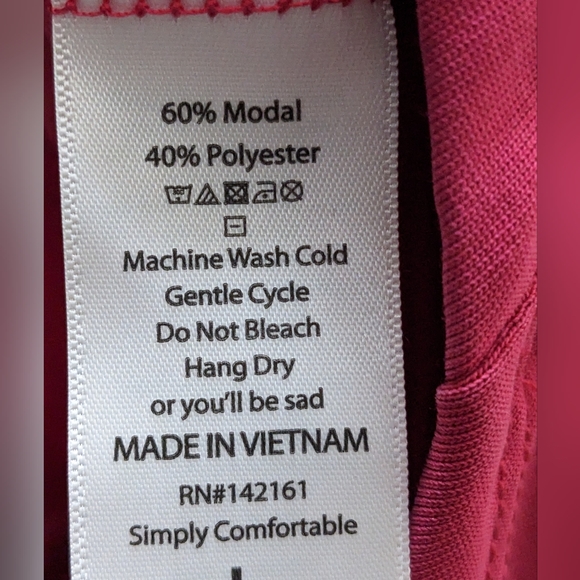 60% Modal
40% Polyester
Machine Wash Cold
Gentle Cycle
Do Not Bleach
Hang Dry
or you'll be sad
MADE IN VIETNAM
RN#142161
Simply Comfortable